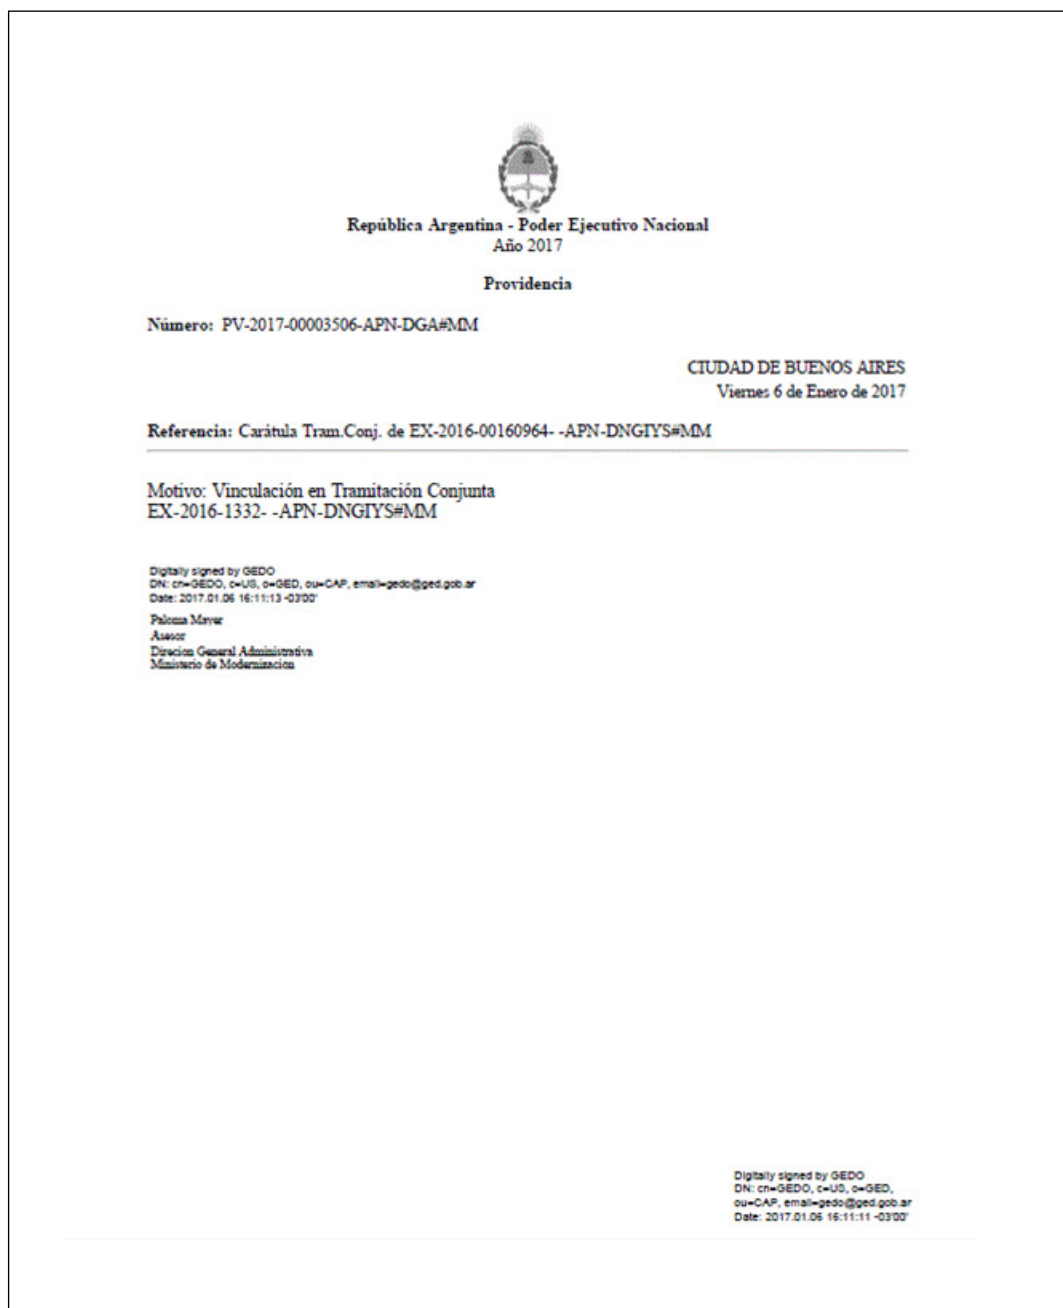 República Argentina - Poder Ejecutivo Nacional
Año 2017
Providencia
Número: PV-2017-00003506-APN-DGA#MM
CIUDAD DE BUENOS AIRES
Viernes 6 de Enero de 2017
Referencia: Carátula Tram.Conj. de EX-2016-00160964- -APN-DNGIYS#MM
Motivo: Vinculación en Tramitación Conjunta
EX-2016-1332- -APN-DNGIYS#MM
Digitally signed by GEDO
DN: cn=GEDO, c=US, o=GED, ou=CAP, email=gedo@ged.gob.ar
Date: 2017.01.06 16:11:13 -03'00'
Paloma Mayer
Asesor
Direcion General Administrativa
Ministerio de Modernizacion
Digitally signed by GEDO
DN: cn=GEDO, c=US, o=GED,
ou=CAP, email=gedo@ged.gob.ar
Date: 2017.01.06 16:11:11 -03'00'